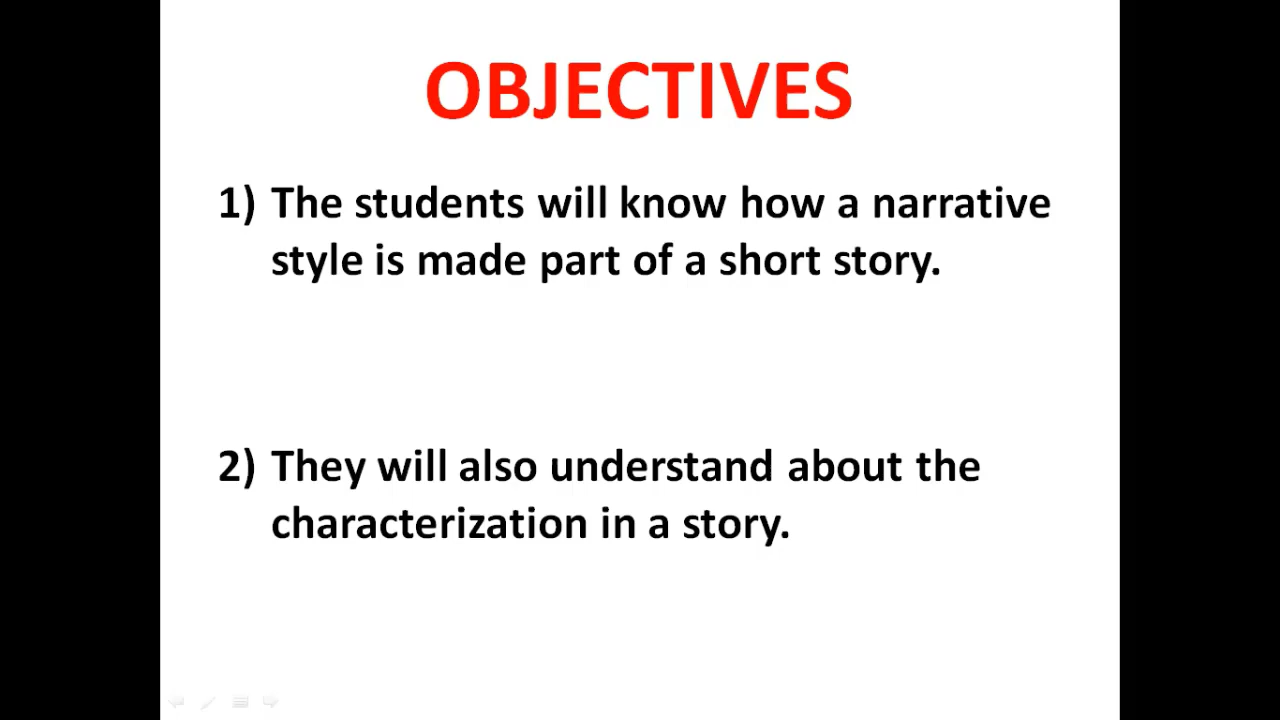 OBJECTIVES
1) The students will know how a narrative
style is made part of a short story.
2) They will also understand about the
characterization in a story.